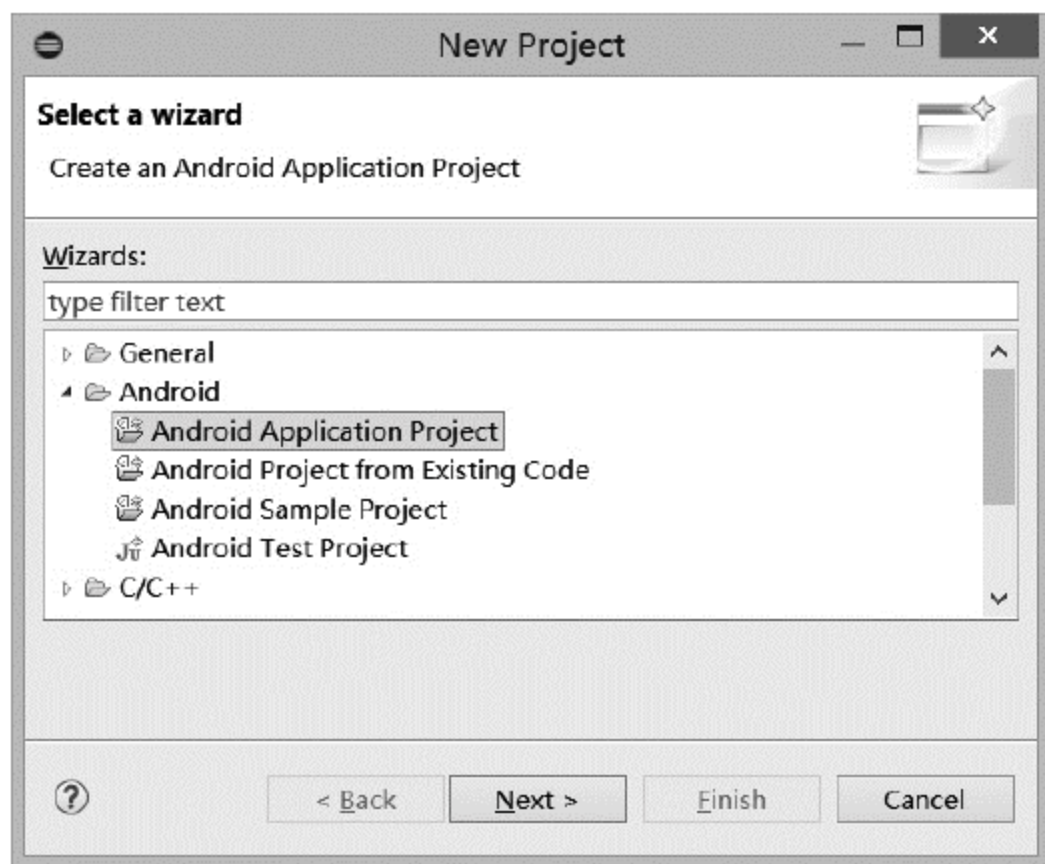 New Project
Select a wizard
Create an Android Application Project
Wizards:
type filter text
General
Android
Android Application Project
Android Project from Existing Code
Android Sample Project
Android Test Project
C/C++
< Back
Next >
Finish
Cancel